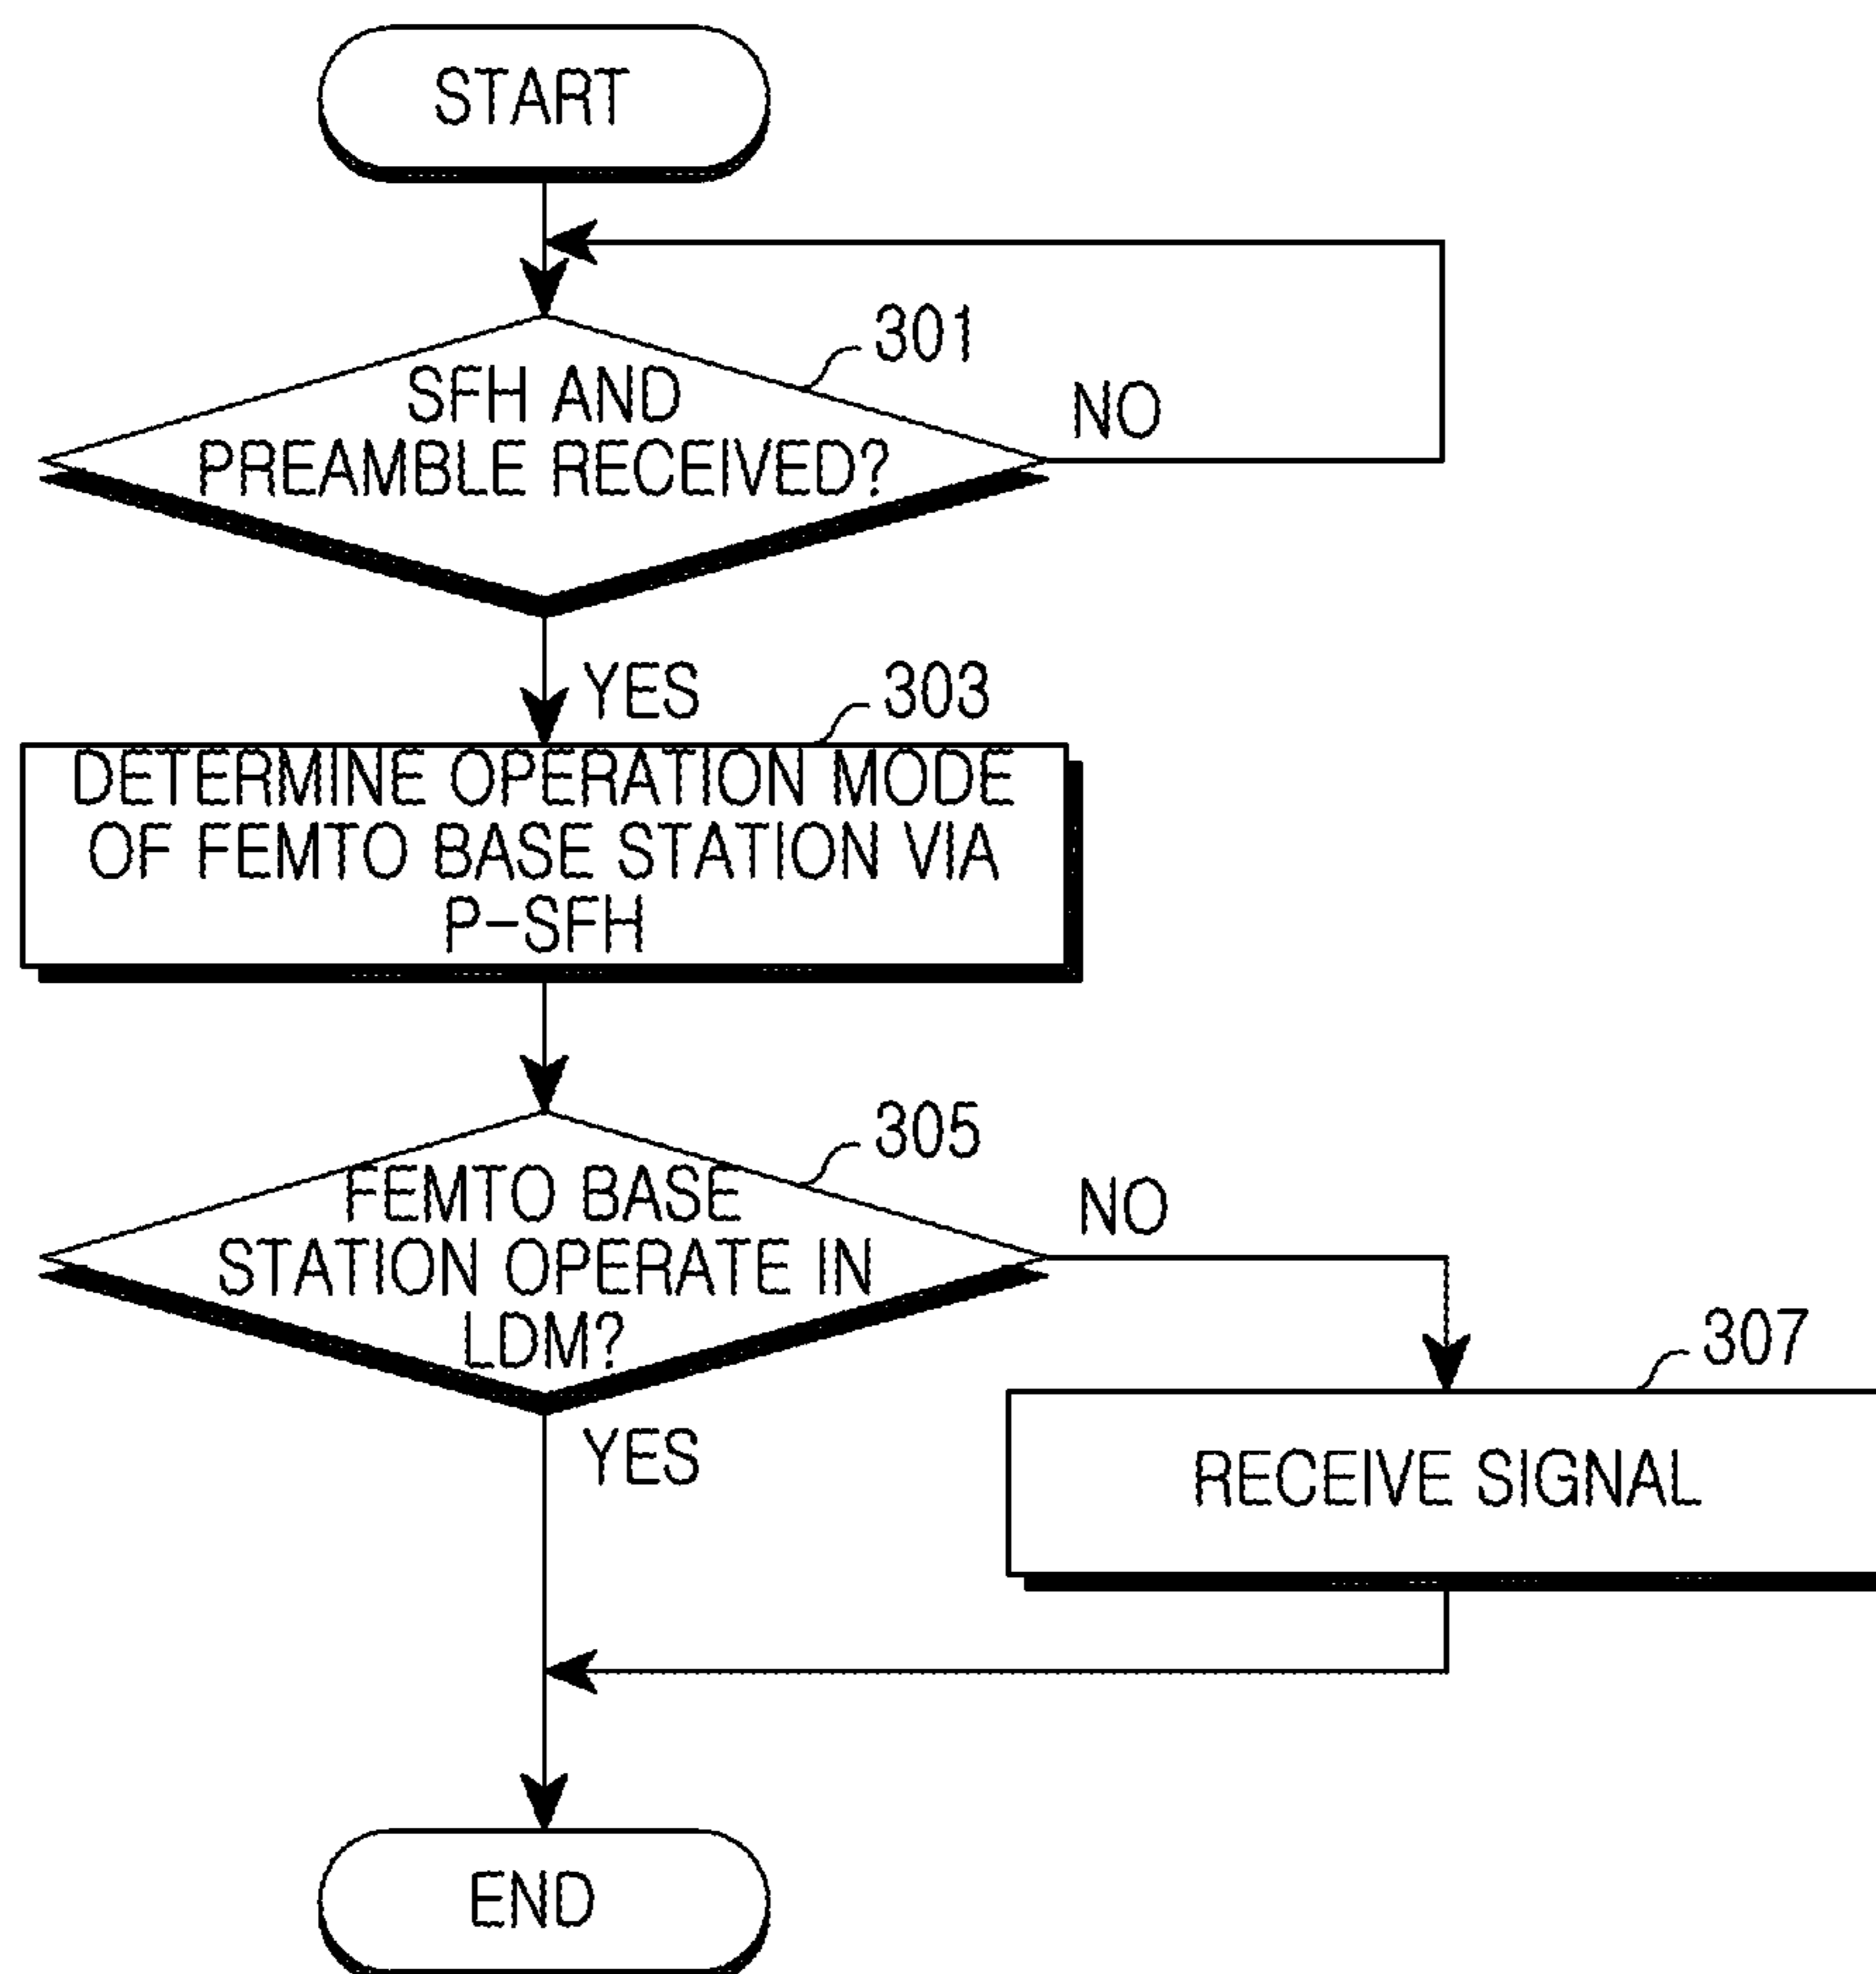 START
301
SFH AND
PREAMBLE RECEIVED?
NO
YES
303
DETERMINE OPERATION MODE
OF FEMTO BASE STATION VIA
P-SFH
305
FEMTO BASE
STATION OPERATE IN
LDM?
NO
YES
307
RECEIVE SIGNAL
END